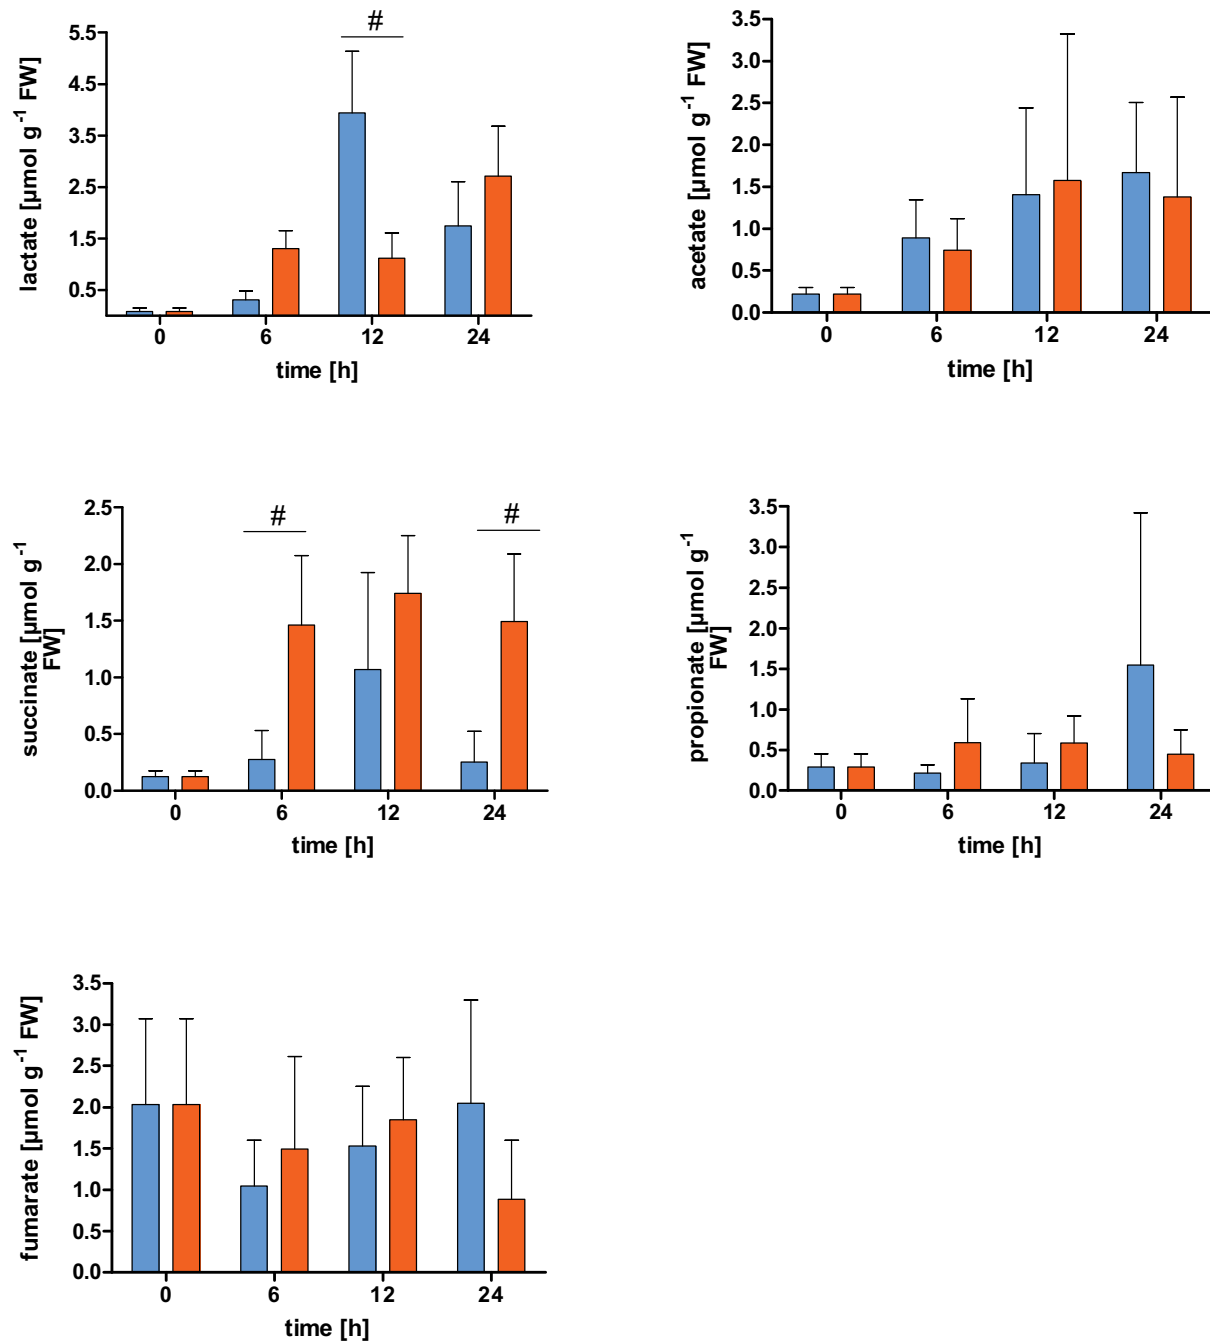 #
5.5
4.5
3.5
2.5
1.5
0.5
lactate [µmol g⁻¹ FW]
0 6 12 24
time [h]
3.5
3.0
2.5
2.0
1.5
1.0
0.5
0.0
acetate [µmol g⁻¹ FW]
0 6 12 24
time [h]
# #
2.5
2.0
1.5
1.0
0.5
0.0
succinate [µmol g⁻¹
FW]
0 6 12 24
time [h]
3.5
3.0
2.5
2.0
1.5
1.0
0.5
0.0
propionate [µmol g⁻¹
FW]
0 6 12 24
time [h]
3.5
3.0
2.5
2.0
1.5
1.0
0.5
0.0
fumarate [µmol g⁻¹ FW]
0 6 12 24
time [h]